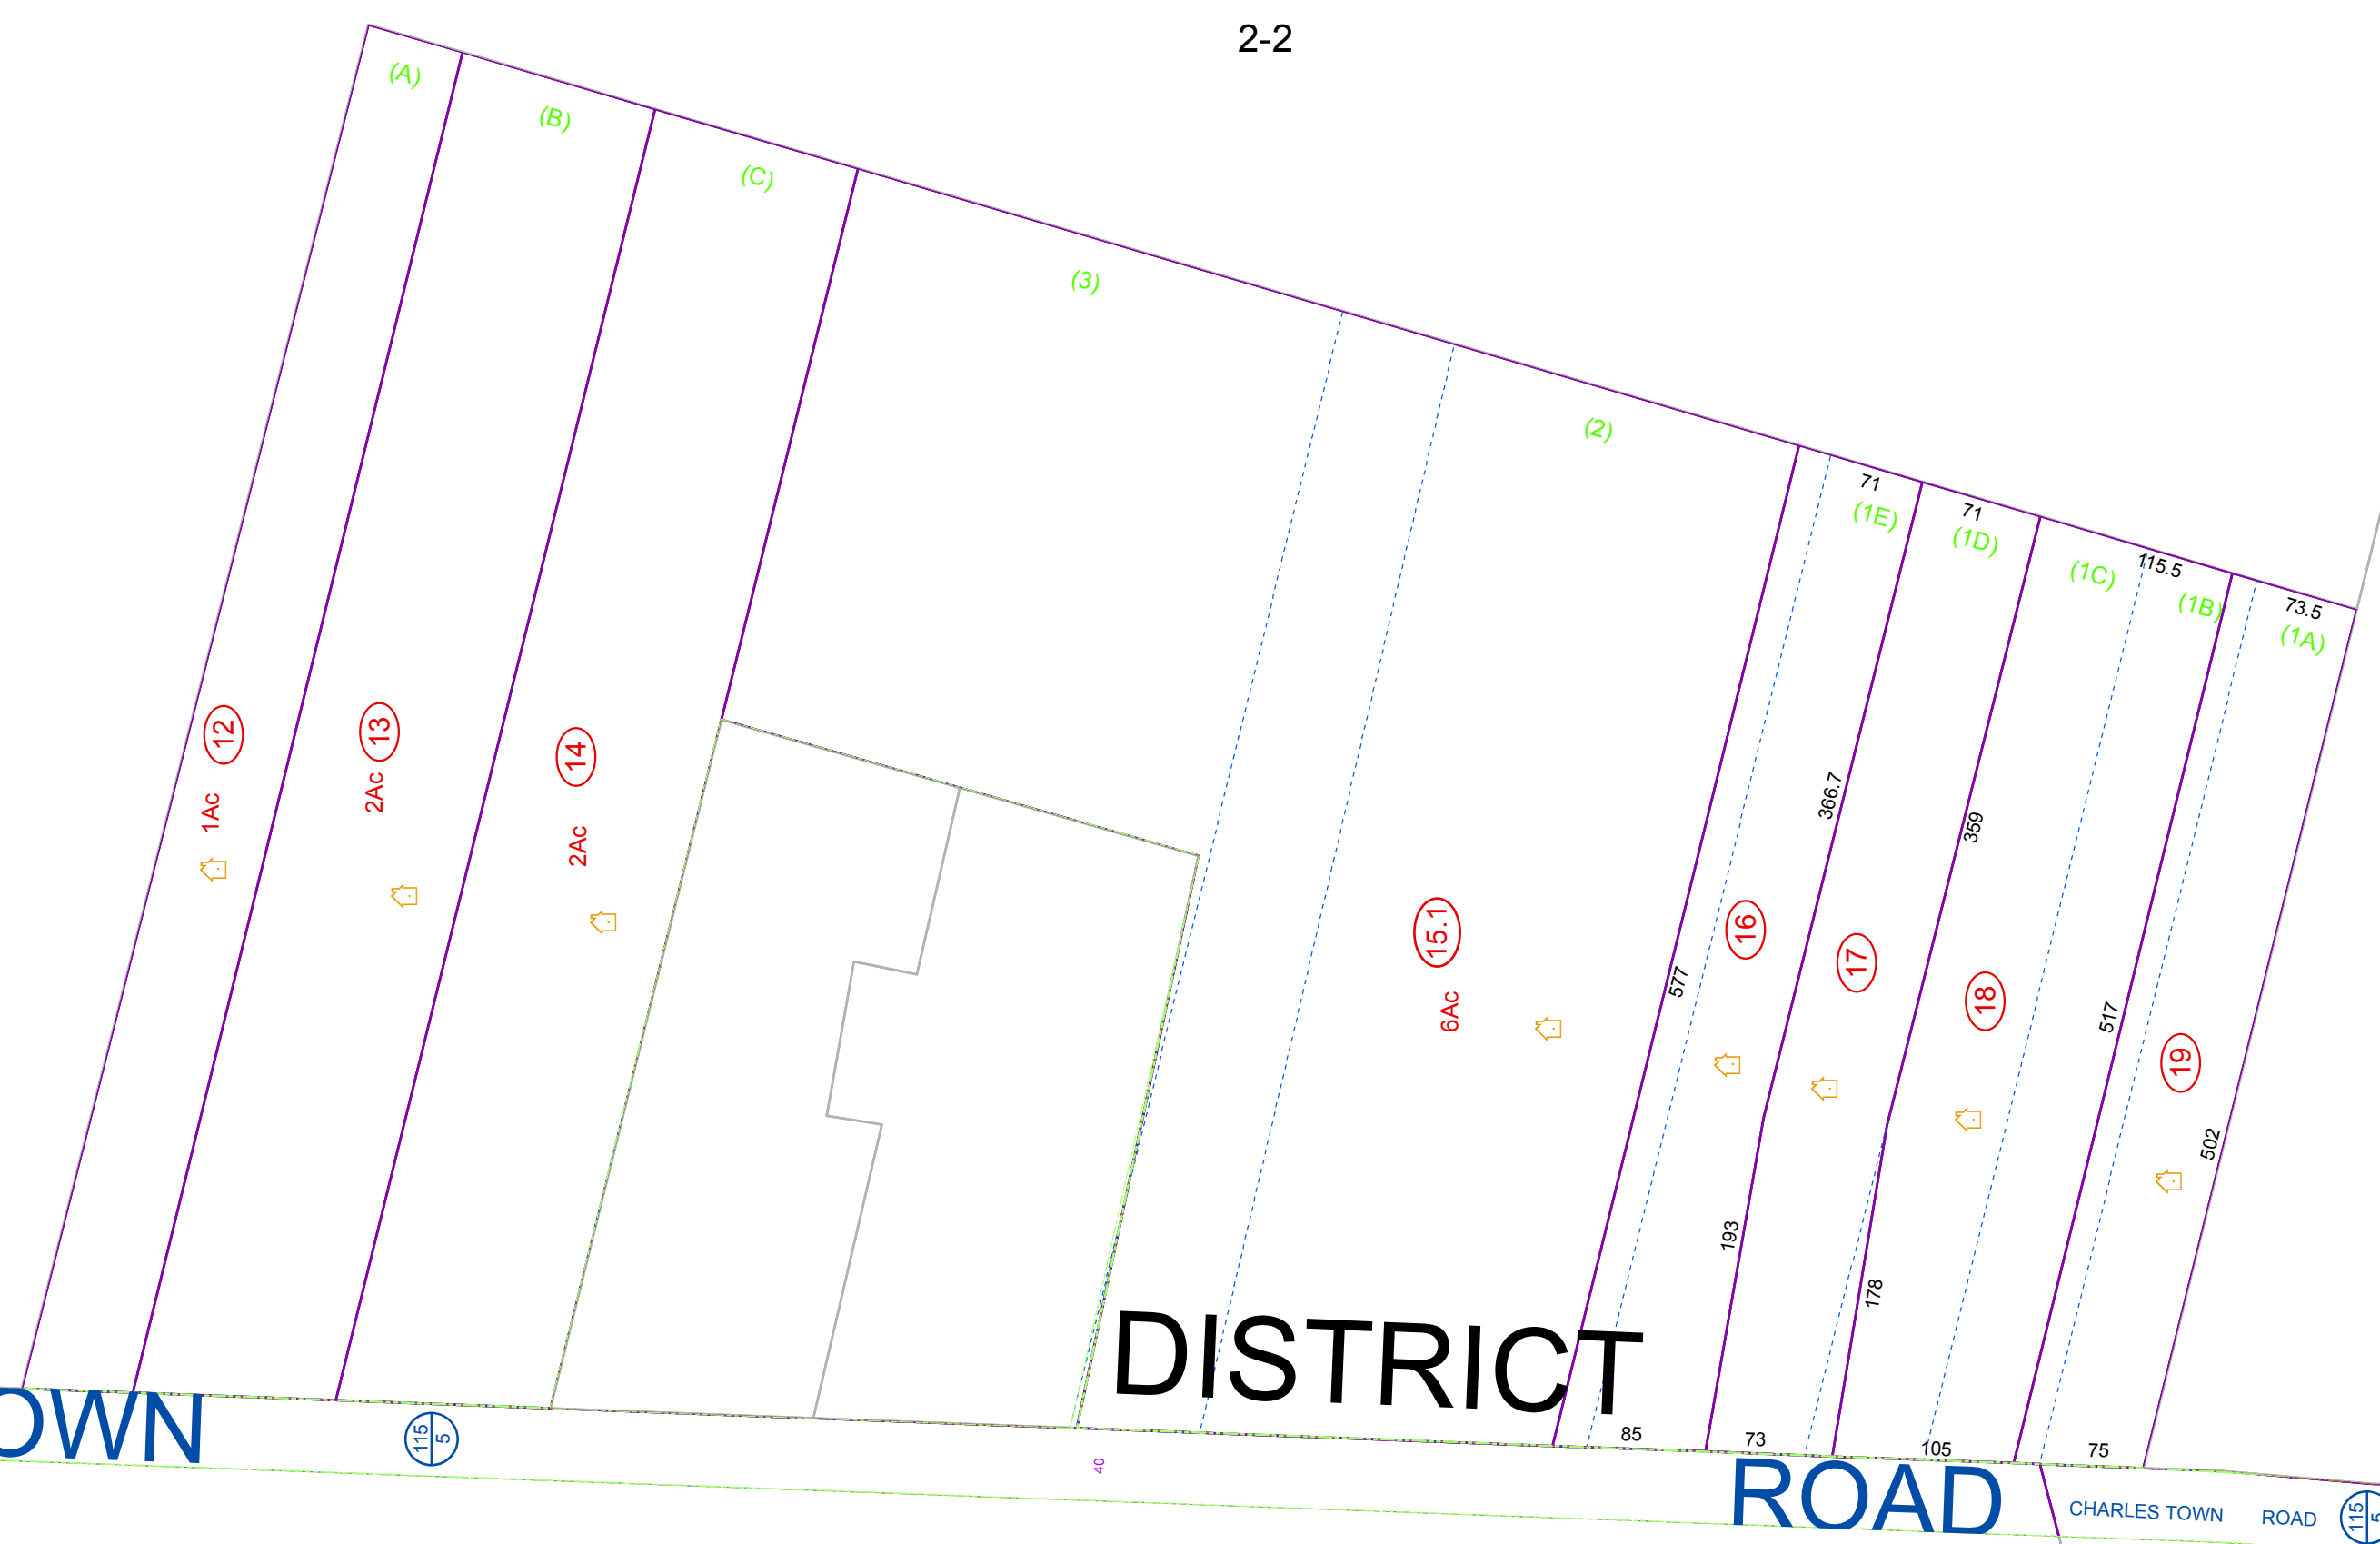 2-2
(A)
(B)
(C)
(3)
(2)
71
(1E)
71
(1D)
(1C)
115.5
(1B)
73.5
(1A)
12
1Ac
13
2Ac
14
2Ac
15.1
6Ac
577
16
366.7
17
359
18
517
19
502
193
178
DISTRICT
85
73
105
75
OWN
115
5
40
ROAD
CHARLES TOWN ROAD
115
5